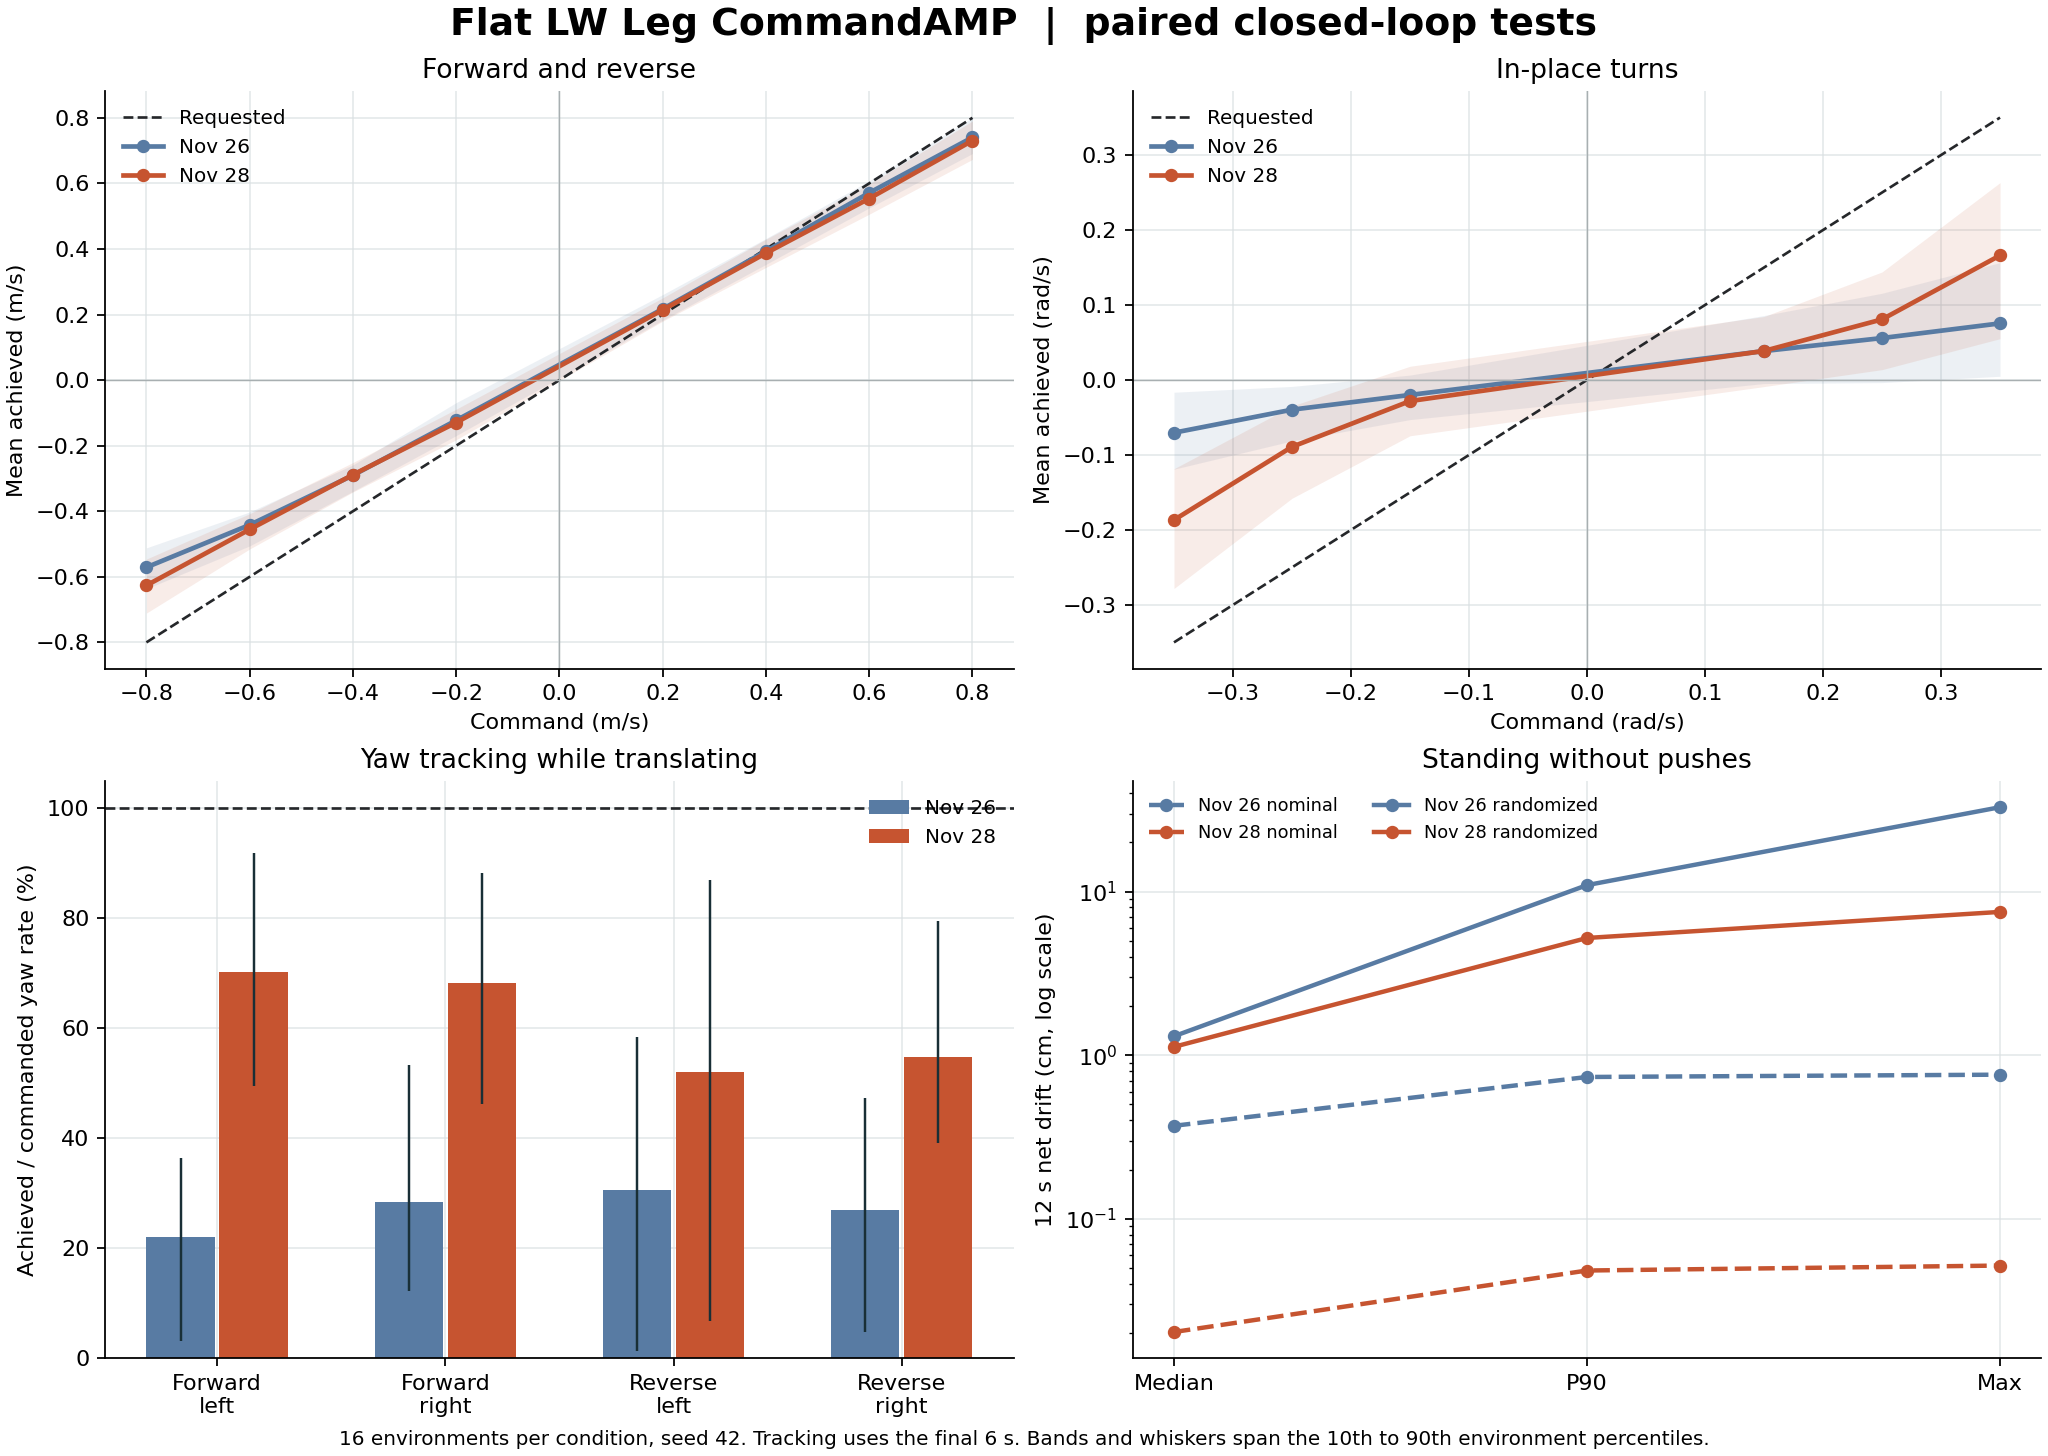 Flat LW Leg CommandAMP | paired closed-loop tests
Forward and reverse
Requested
Nov 26
Nov 28
Mean achieved (m/s)
0.8
0.6
0.4
0.2
0.0
−0.2
−0.4
−0.6
−0.8
−0.8 −0.6 −0.4 −0.2 0.0 0.2 0.4 0.6 0.8
Command (m/s)
In-place turns
Requested
Nov 26
Nov 28
Mean achieved (rad/s)
0.3
0.2
0.1
0.0
−0.1
−0.2
−0.3
−0.3 −0.2 −0.1 0.0 0.1 0.2 0.3
Command (rad/s)
Yaw tracking while translating
Nov 26
Nov 28
Achieved / commanded yaw rate (%)
100
80
60
40
20
0
Forward
left
Forward
right
Reverse
left
Reverse
right
Standing without pushes
Nov 26 nominal Nov 26 randomized
Nov 28 nominal Nov 28 randomized
12 s net drift (cm, log scale)
10¹
10⁰
10⁻¹
Median P90 Max
16 environments per condition, seed 42. Tracking uses the final 6 s. Bands and whiskers span the 10th to 90th environment percentiles.